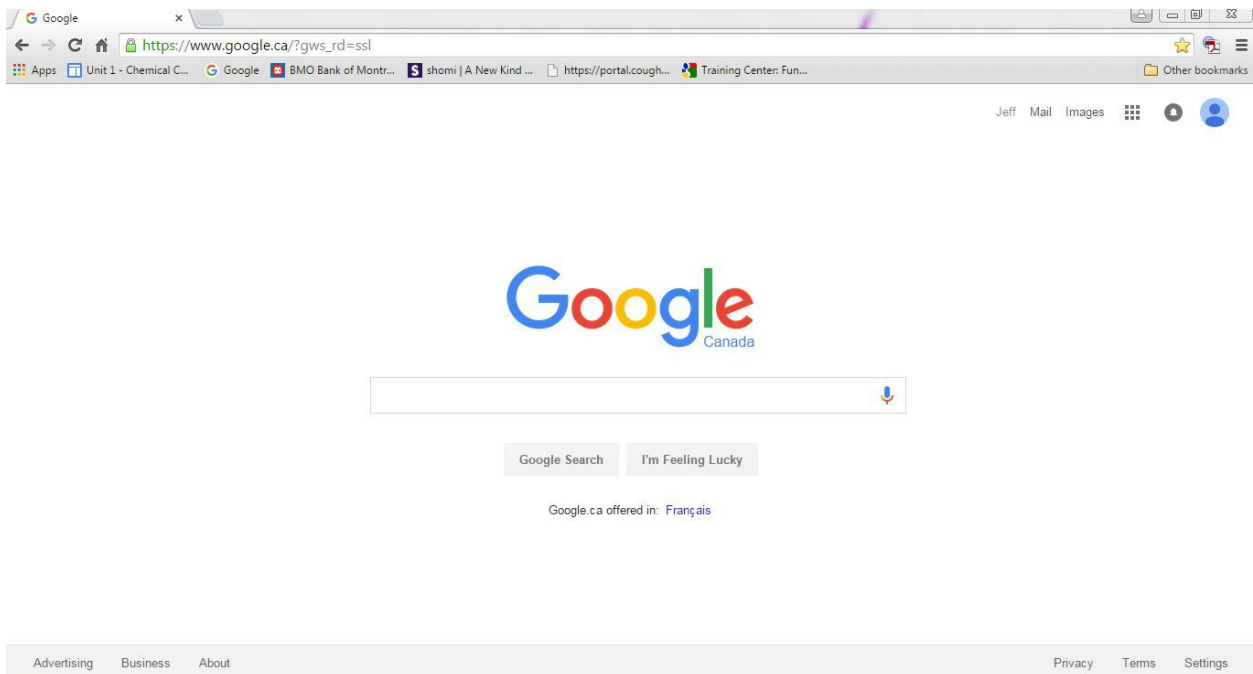 Google
https://www.google.ca/?gws_rd=ssl
Apps Unit 1 - Chemical C... Google BMO Bank of Montr... shomi | A New Kind ... https://portal.cough... Training Center: Fun... Other bookmarks
Jeff Mail Images
Google
Canada
Google Search I'm Feeling Lucky
Google.ca offered in: Français
Advertising Business About Privacy Terms Settings